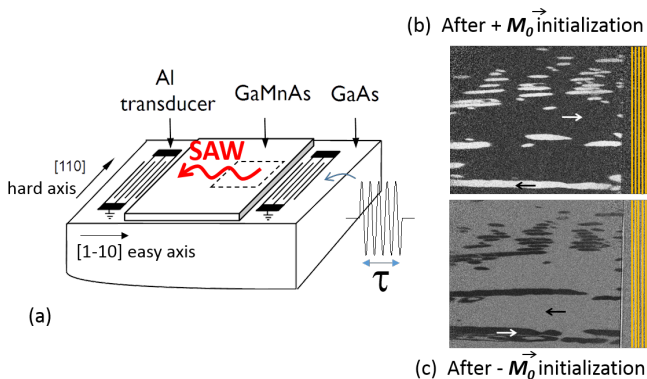 (b) After + M₀ initialization
Al
transducer
GaMnAs
GaAs
SAW
[110]
hard axis
[1-10] easy axis
τ
(a)
(c) After - M₀ initialization